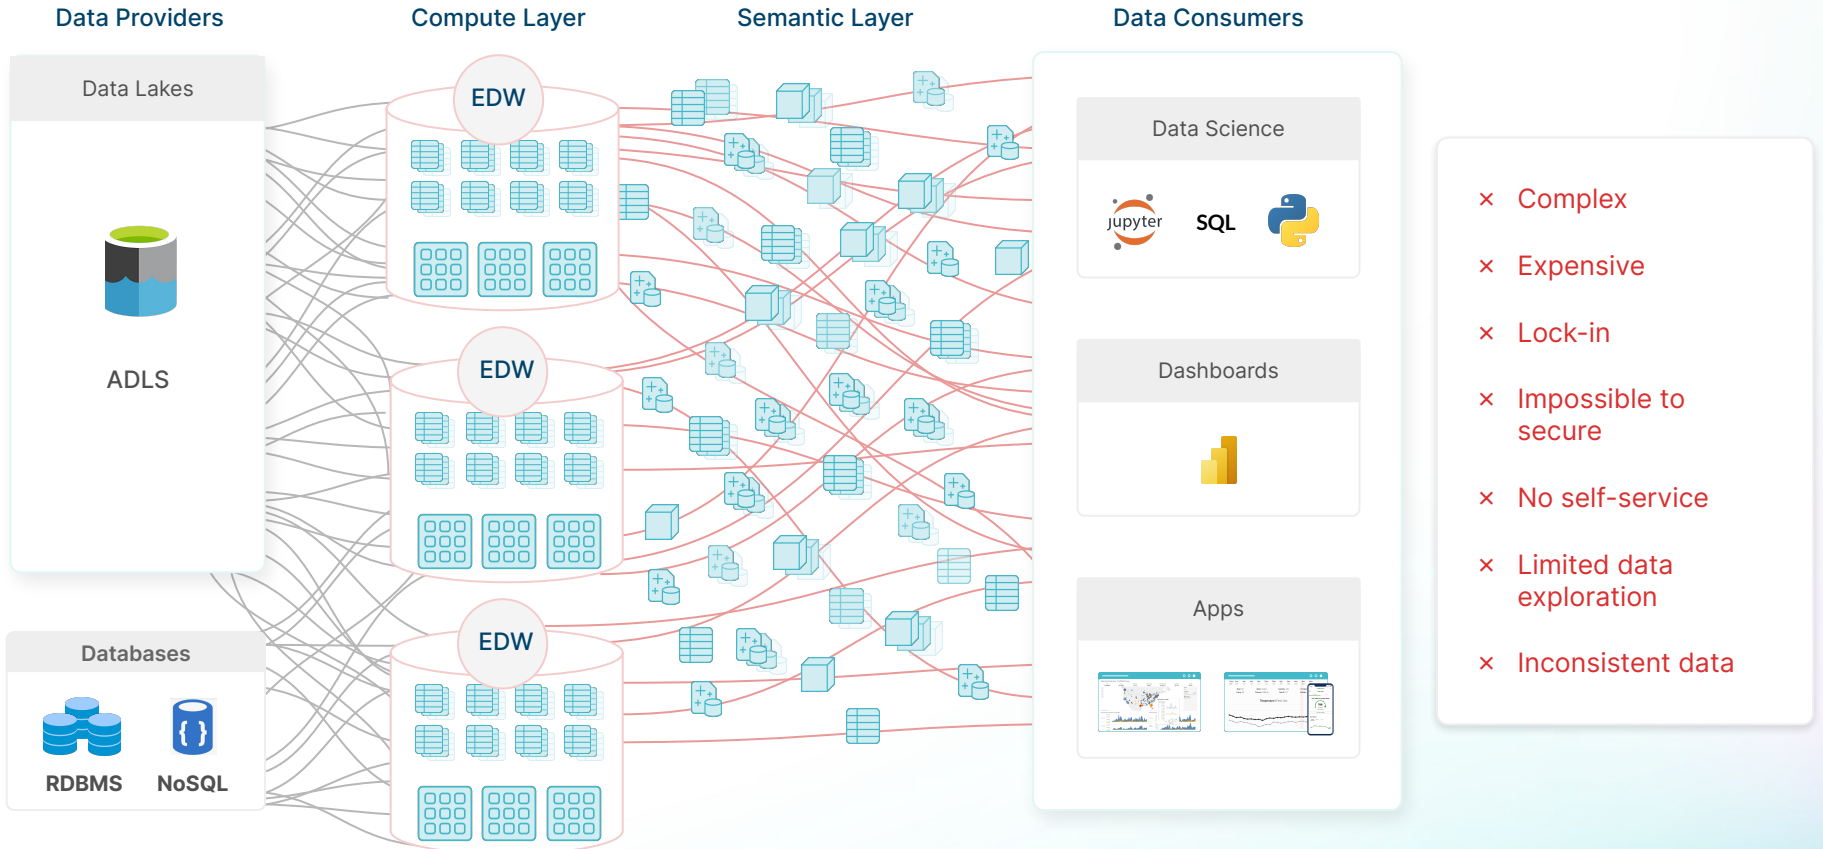 Data Providers
Compute Layer
Semantic Layer
Data Consumers
Data Lakes
ADLS
Databases
RDBMS
NoSQL
EDW
EDW
EDW
Data Science
jupyter
SQL
Dashboards
Apps
× Complex
× Expensive
× Lock-in
× Impossible to
secure
× No self-service
× Limited data
exploration
× Inconsistent data